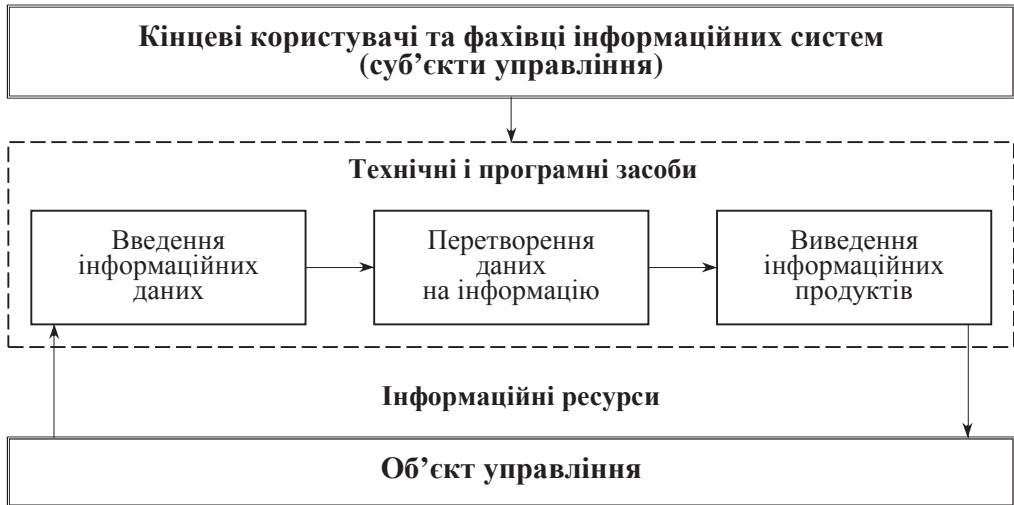 Кінцеві користувачі та фахівці інформаційних систем
(суб’єкти управління)
Технічні і програмні засоби
Введення
інформаційних
даних
Перетворення
даних
на інформацію
Виведення
інформаційних
продуктів
Інформаційні ресурси
Об’єкт управління